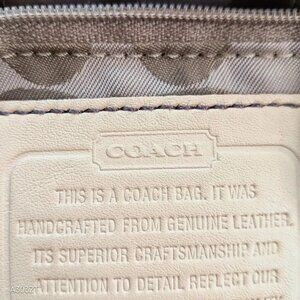 COACH
THIS IS A COACH BAG. IT WAS
HANDCRAFTED FROM GENUINE LEATHER.
ITS SUPERIOR CRAFTSMANSHIP AND
ATTENTION TO DETAIL REFLECT OUR